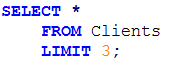 SELECT *
FROM Clients
LIMIT 3;